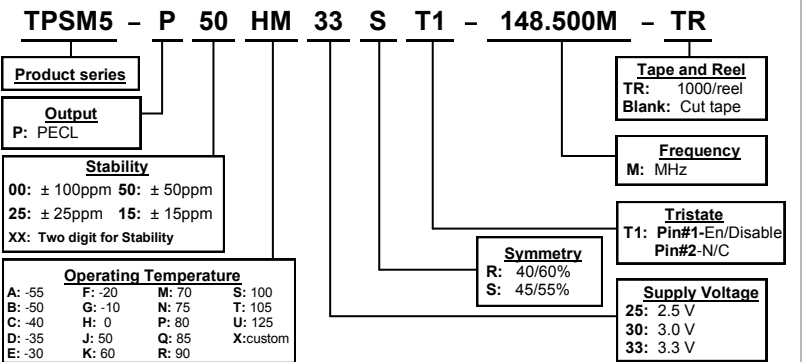 TPSM5 – P 50 HM 33 S T1 – 148.500M – TR
Product series
Output
P: PECL
Stability
00: ± 100ppm 50: ± 50ppm
25: ± 25ppm 15: ± 15ppm
XX: Two digit for Stability
Operating Temperature
A: -55 F: -20 M: 70 S: 100
B: -50 G: -10 N: 75 T: 105
C: -40 H: 0 P: 80 U: 125
D: -35 J: 50 Q: 85 X:custom
E: -30 K: 60 R: 90
Symmetry
R: 40/60%
S: 45/55%
Tape and Reel
TR: 1000/reel
Blank: Cut tape
Frequency
M: MHz
Tristate
T1: Pin#1-En/Disable
Pin#2-N/C
Supply Voltage
25: 2.5 V
30: 3.0 V
33: 3.3 V